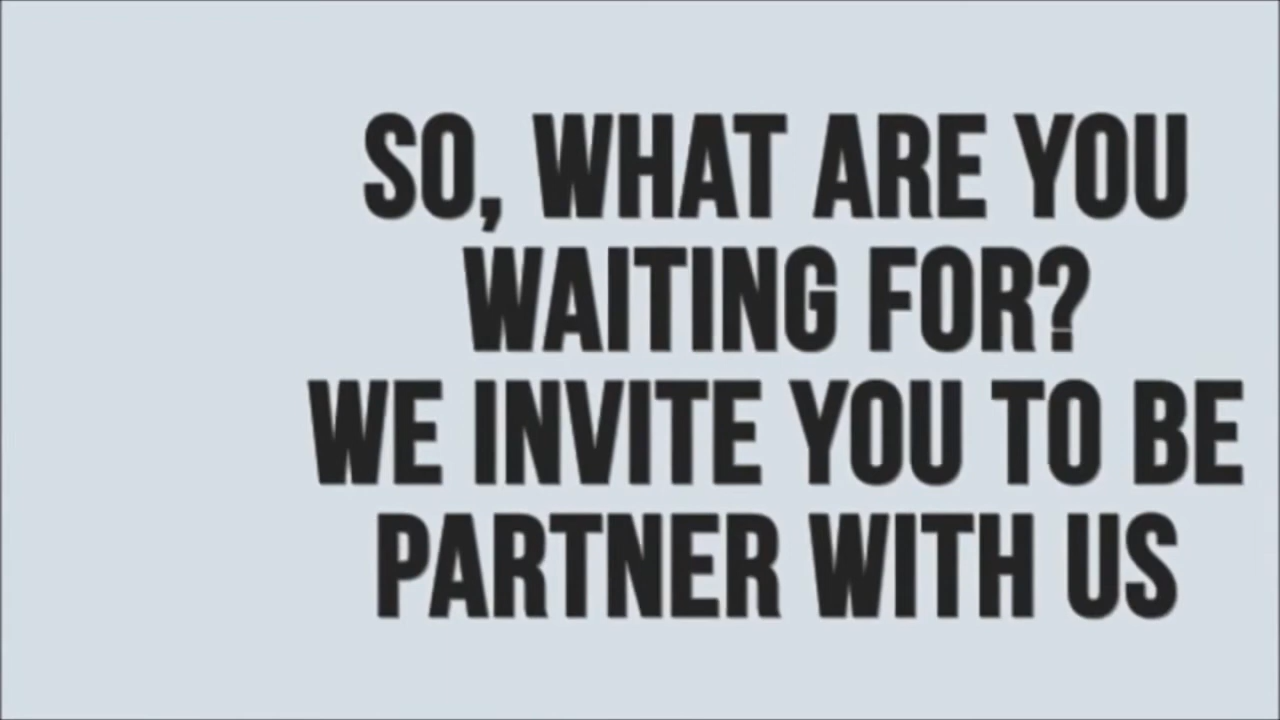 SO, WHAT ARE YOU
WAITING FOR?
WE INVITE YOU TO BE
PARTNER WITH US